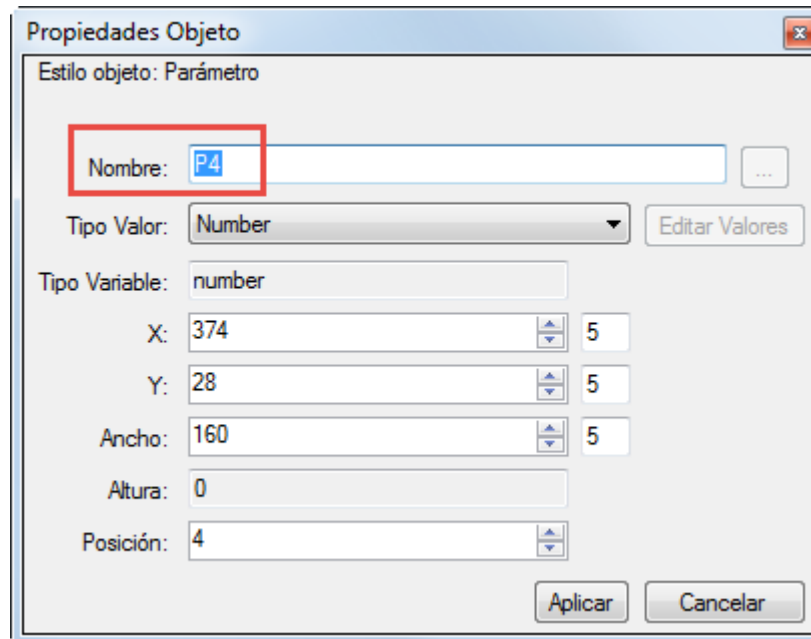 Propiedades Objeto
Estilo objeto: Parámetro
Nombre: P4 ...
Tipo Valor: Number Editar Valores
Tipo Variable: number
X: 374 5
Y: 28 5
Ancho: 160 5
Altura: 0
Posición: 4
Aplicar Cancelar